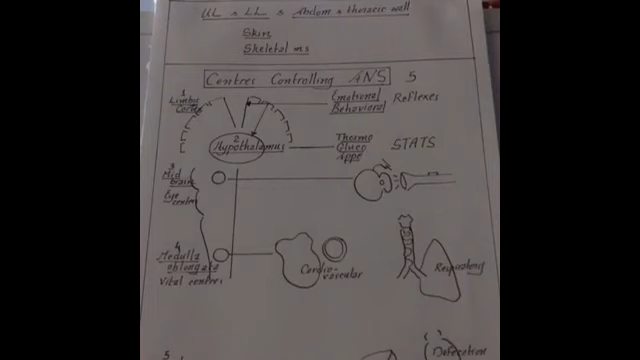 UL & LL & Abdom & thoracic wall
Skin
Skeletal ms
Centres Controlling ANS 5
1
Limbic
Cortex
Emotional Reflexes
Behavioral
2
Hypothalamus
Thermo
Gluco STATS
Appe
3
Mid
brain
Eye
centre
4
Medulla
oblongata
Vital centres
Cardio-
vascular
Respiratory
5
Defecation